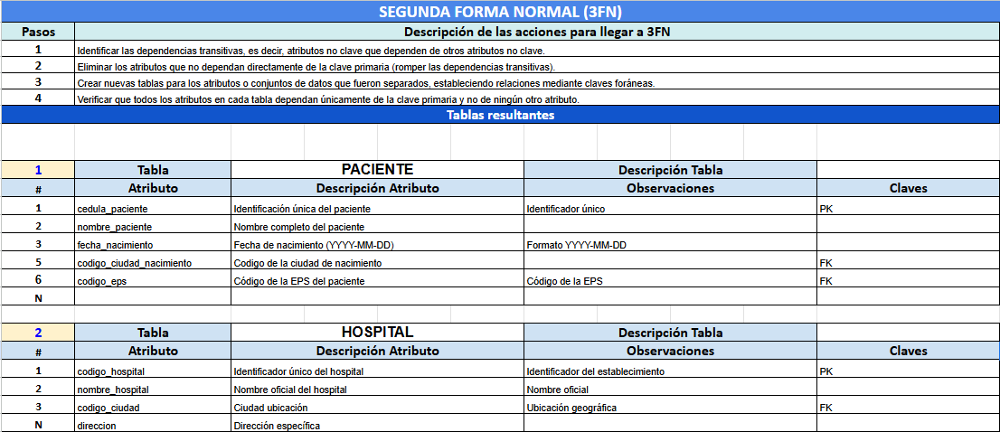 SEGUNDA FORMA NORMAL (3FN)
Pasos Descripción de las acciones para llegar a 3FN
1 Identificar las dependencias transitivas, es decir, atributos no clave que dependen de otros atributos no clave.
2 Eliminar los atributos que no dependan directamente de la clave primaria (romper las dependencias transitivas).
3 Crear nuevas tablas para los atributos o conjuntos de datos que fueron separados, estableciendo relaciones mediante claves foráneas.
4 Verificar que todos los atributos en cada tabla dependan únicamente de la clave primaria y no de ningún otro atributo.
Tablas resultantes
1 Tabla PACIENTE Descripción Tabla
# Atributo Descripción Atributo Observaciones Claves
1 cedula_paciente Identificación única del paciente Identificador único PK
2 nombre_paciente Nombre completo del paciente
3 fecha_nacimiento Fecha de nacimiento (YYYY-MM-DD) Formato YYYY-MM-DD
5 codigo_ciudad_nacimiento Codigo de la ciudad de nacimiento FK
6 codigo_eps Código de la EPS del paciente Código de la EPS FK
N
2 Tabla HOSPITAL Descripción Tabla
# Atributo Descripción Atributo Observaciones Claves
1 codigo_hospital Identificador único del hospital Identificador del establecimiento PK
2 nombre_hospital Nombre oficial del hospital Nombre oficial
3 codigo_ciudad Ciudad ubicación Ubicación geográfica FK
N direccion Dirección específica